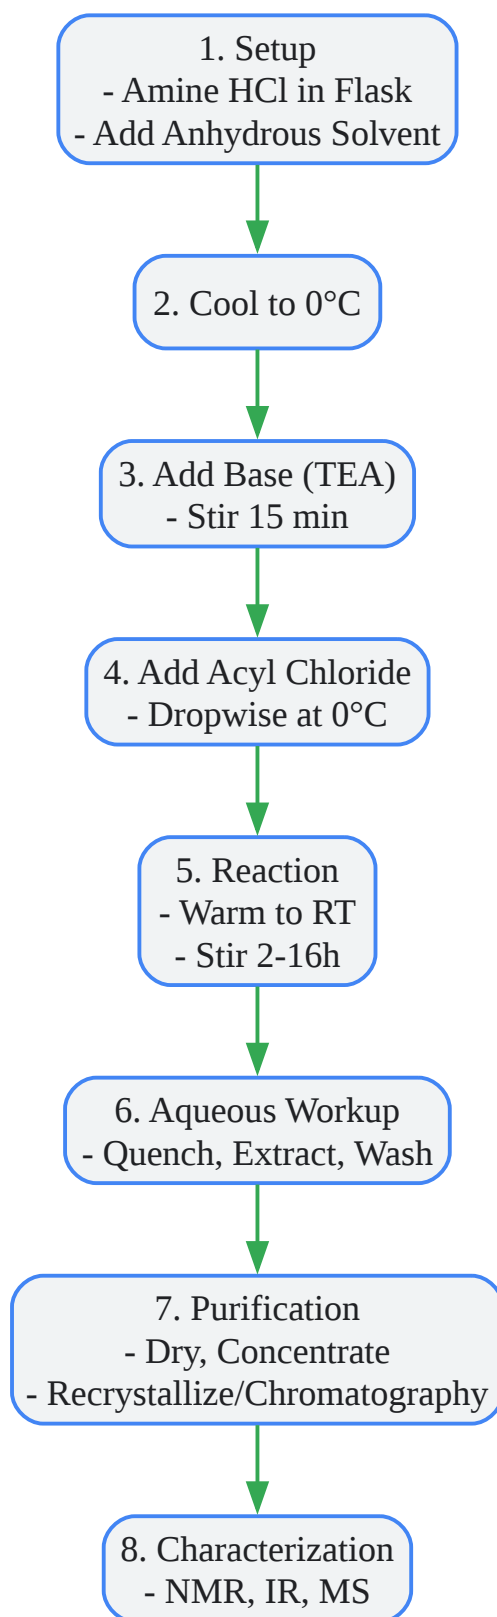 1. Setup
- Amine HCl in Flask
- Add Anhydrous Solvent
2. Cool to 0°C
3. Add Base (TEA)
- Stir 15 min
4. Add Acyl Chloride
- Dropwise at 0°C
5. Reaction
- Warm to RT
- Stir 2-16h
6. Aqueous Workup
- Quench, Extract, Wash
7. Purification
- Dry, Concentrate
- Recrystallize/Chromatography
8. Characterization
- NMR, IR, MS